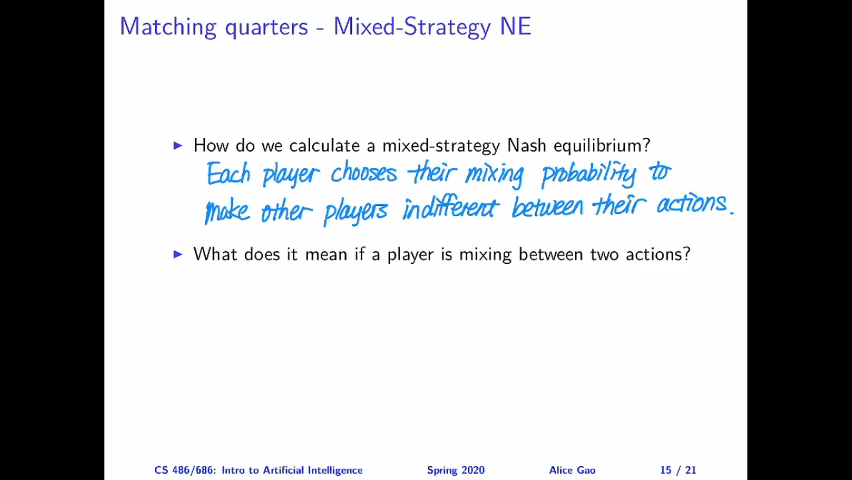 Matching quarters - Mixed-Strategy NE
How do we calculate a mixed-strategy Nash equilibrium?
Each player chooses their mixing probability to
make other players indifferent between their actions.
What does it mean if a player is mixing between two actions?
CS 486/686: Intro to Artificial Intelligence Spring 2020 Alice Gao 15 / 21